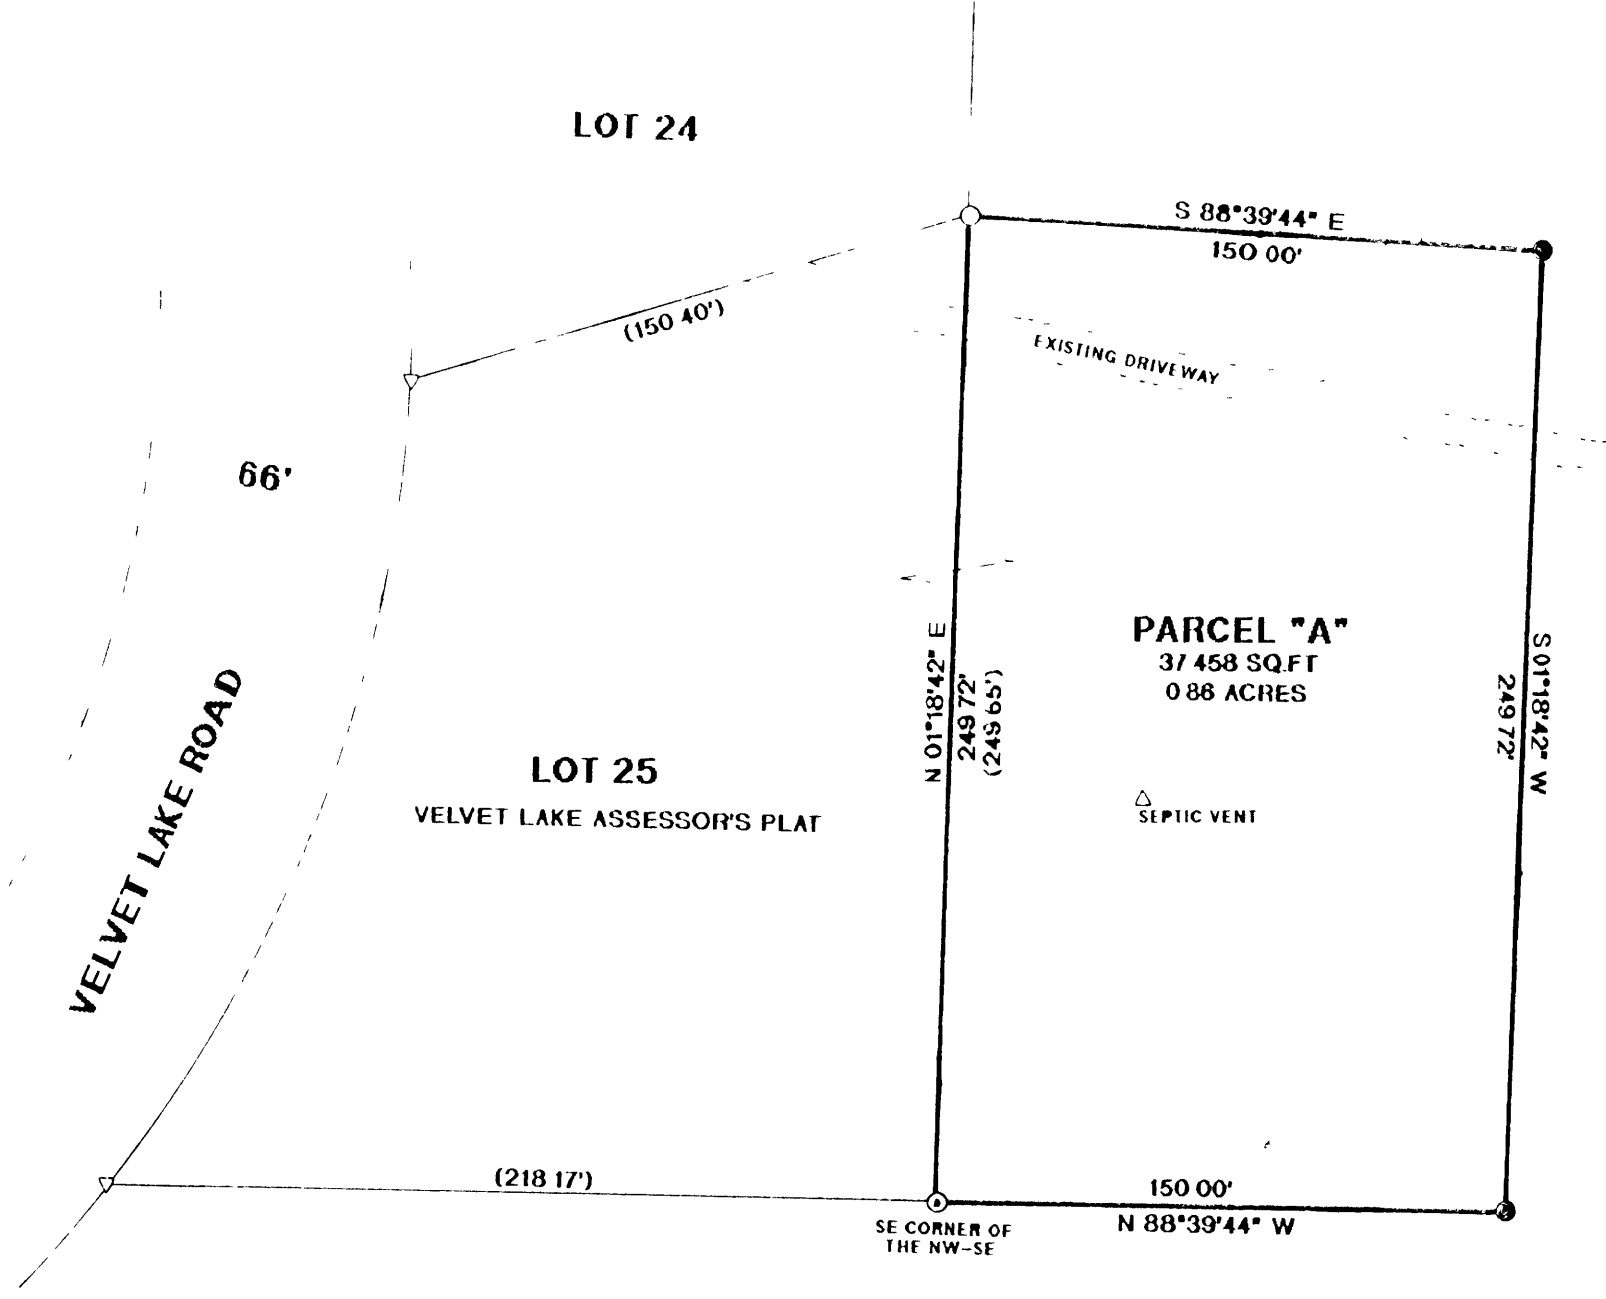 LOT 24
S 88°39'44" E
150 00'
(150 40')
EXISTING DRIVEWAY
66'
PARCEL "A"
37 458 SQ.FT
0 86 ACRES
N 01°18'42" E
249 72'
(249 65')
S 01°18'42" W
249 72'
VELVET LAKE ROAD
LOT 25
VELVET LAKE ASSESSOR'S PLAT
SEPTIC VENT
(218 17')
150 00'
N 88°39'44" W
SE CORNER OF
THE NW-SE